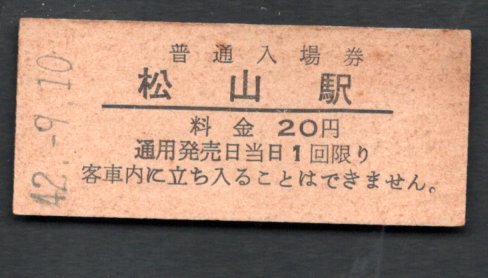 普通入場券
松山駅
料金 20円
通用発売日当日1回限り
客車内に立ち入ることはできません。
42.-9.10